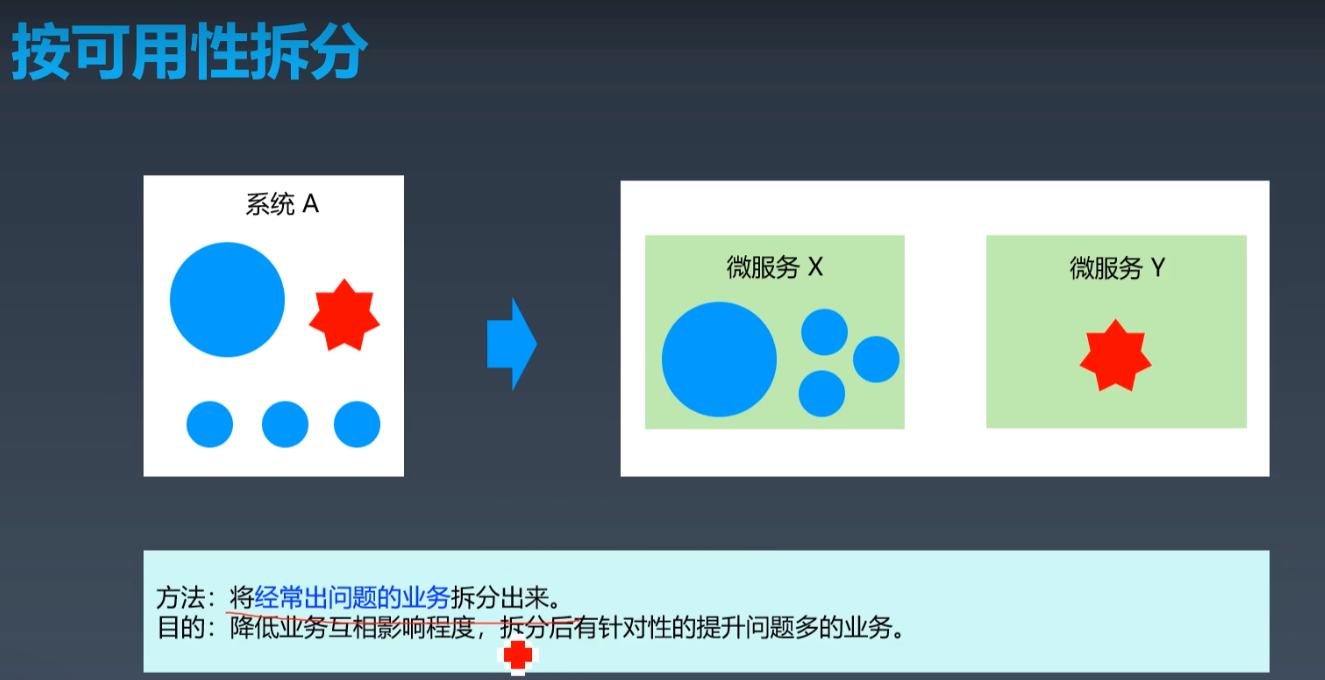 按可用性拆分
系统 A
微服务 X
微服务 Y
方法：将经常出问题的业务拆分出来。
目的：降低业务互相影响程度，拆分后有针对性的提升问题多的业务。